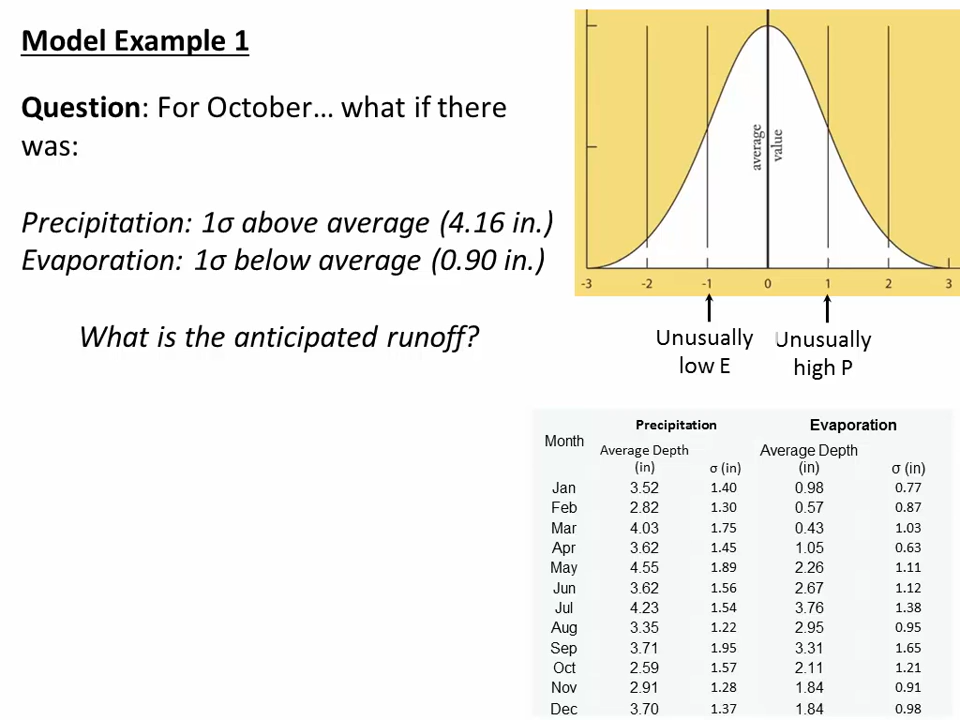 Model Example 1
Question: For October… what if there
was:
Precipitation: 1σ above average (4.16 in.)
Evaporation: 1σ below average (0.90 in.)
What is the anticipated runoff?
average
value
-3 -2 -1 0 1 2 3
Unusually
low E
Unusually
high P
Month Precipitation Evaporation
Average Depth (in) σ (in) Average Depth (in) σ (in)
Jan 3.52 1.40 0.98 0.77
Feb 2.82 1.30 0.57 0.87
Mar 4.03 1.75 0.43 1.03
Apr 3.62 1.45 1.05 0.63
May 4.55 1.89 2.26 1.11
Jun 3.62 1.56 2.67 1.12
Jul 4.23 1.54 3.76 1.38
Aug 3.35 1.22 2.95 0.95
Sep 3.71 1.95 3.31 1.65
Oct 2.59 1.57 2.11 1.21
Nov 2.91 1.28 1.84 0.91
Dec 3.70 1.37 1.84 0.98